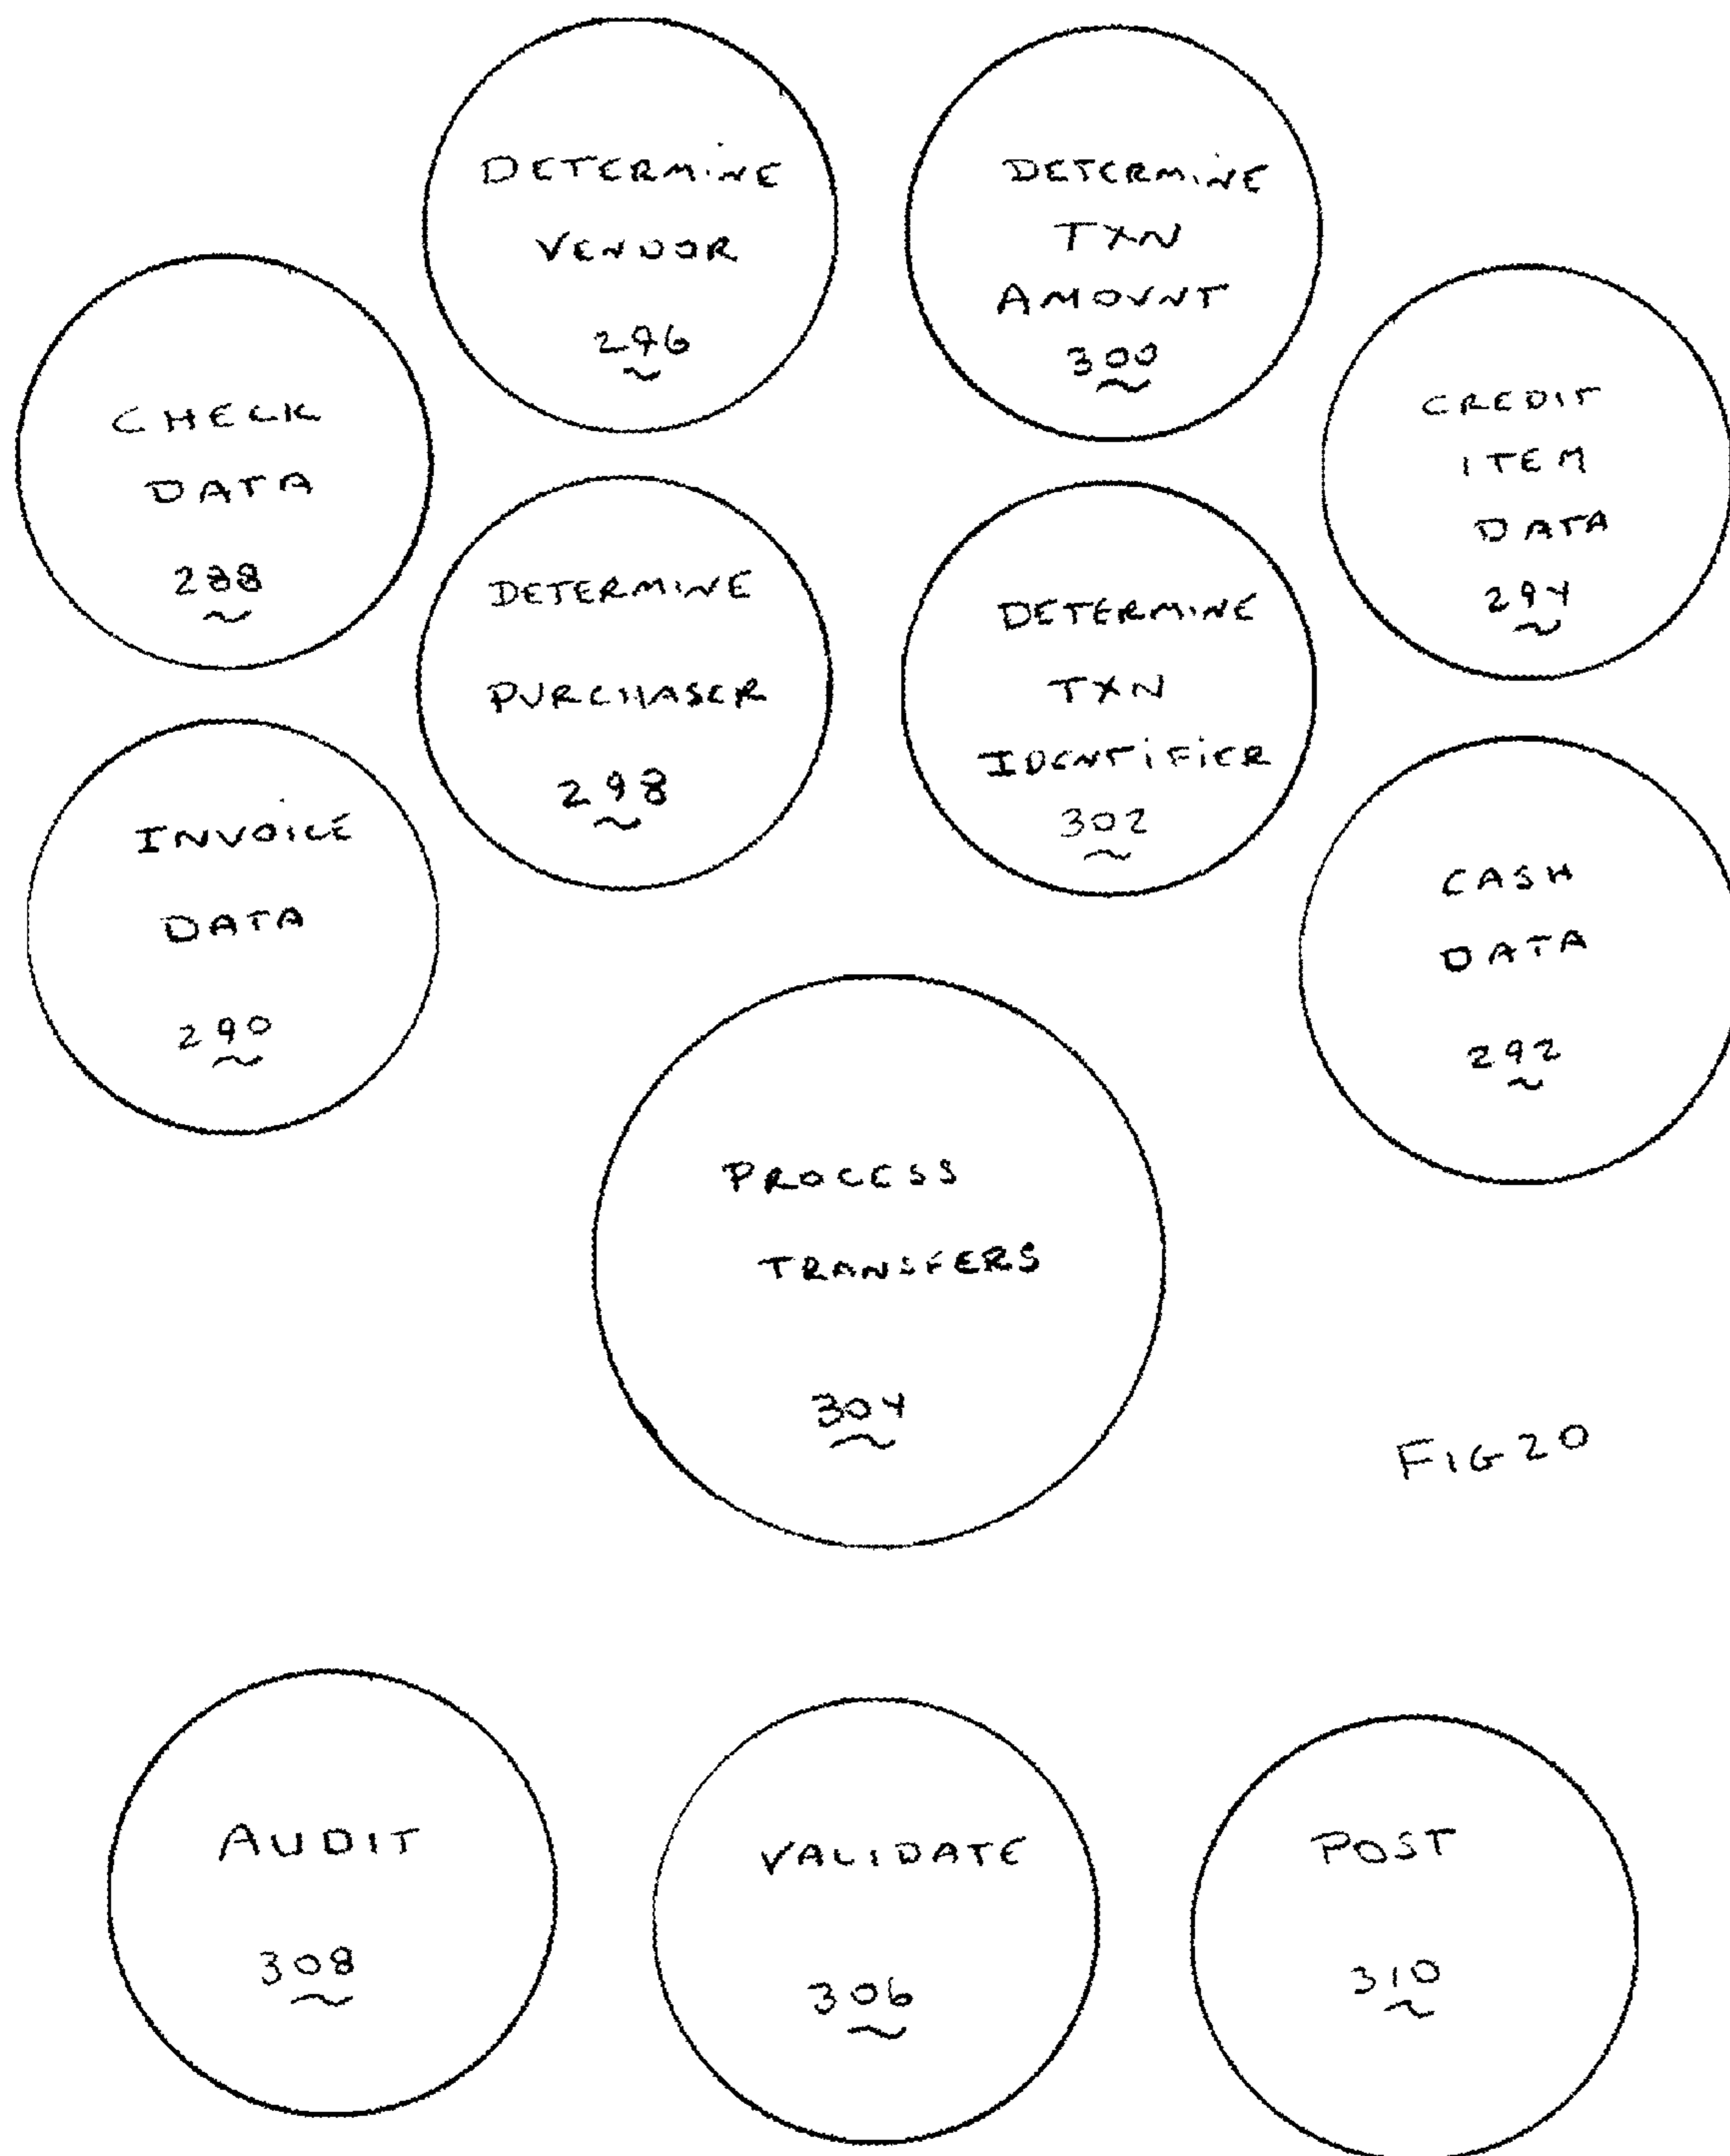 DETERMINE
VENDOR
296
DETERMINE
TXN
AMOUNT
300
CHECK
DATA
288
CREDIT
ITEM
DATA
294
DETERMINE
PURCHASER
298
DETERMINE
TXN
IDENTIFIER
302
INVOICE
DATA
290
CASH
DATA
292
PROCESS
TRANSFERS
304
FIG 20
AUDIT
308
VALIDATE
306
POST
310